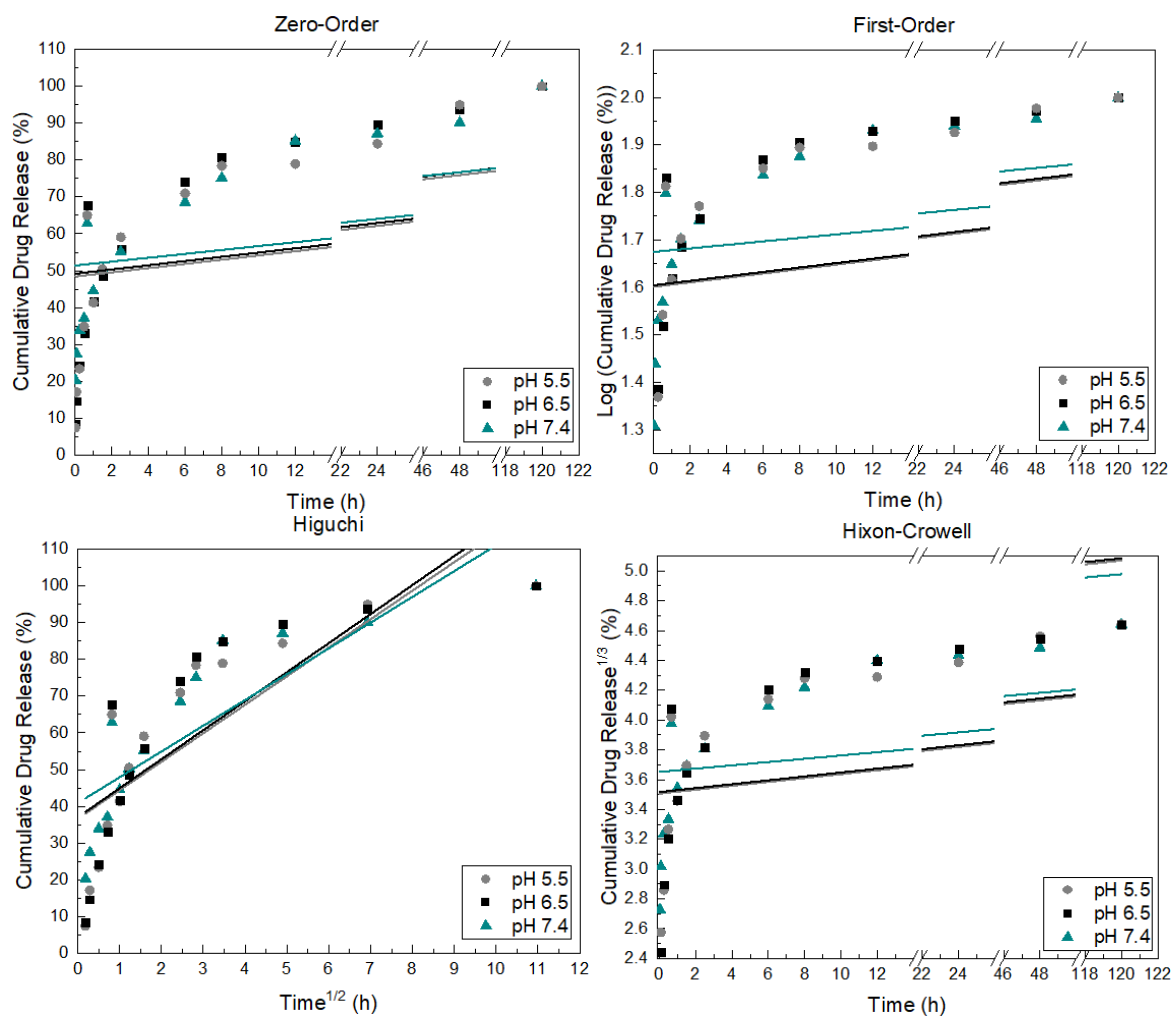 Zero-Order
Cumulative Drug Release (%)
110
100
90
80
70
60
50
40
30
20
10
0
0 2 4 6 8 10 12 22 24 46 48 118 120 122
Time (h)
pH 5.5
pH 6.5
pH 7.4
First-Order
Log (Cumulative Drug Release (%))
2.1
2.0
1.9
1.8
1.7
1.6
1.5
1.4
1.3
0 2 4 6 8 10 12 22 24 46 48 118 120 122
Time (h)
pH 5.5
pH 6.5
pH 7.4
Higuchi
Cumulative Drug Release (%)
110
100
90
80
70
60
50
40
30
20
10
0
0 1 2 3 4 5 6 7 8 9 10 11 12
Time1/2 (h)
pH 5.5
pH 6.5
pH 7.4
Hixon-Crowell
Cumulative Drug Release1/3 (%)
5.0
4.8
4.6
4.4
4.2
4.0
3.8
3.6
3.4
3.2
3.0
2.8
2.6
2.4
0 2 4 6 8 10 12 22 24 46 48 118 120 122
Time (h)
pH 5.5
pH 6.5
pH 7.4